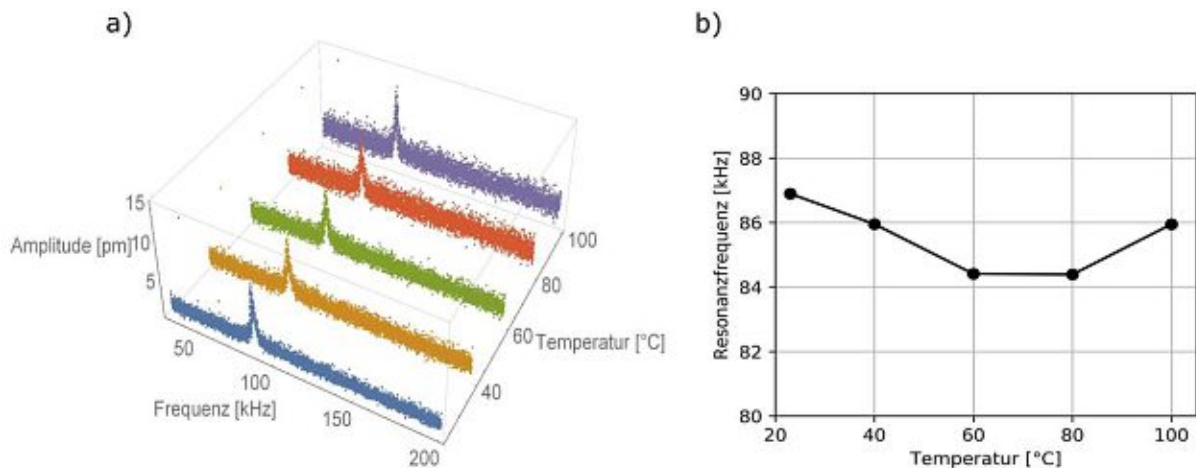 a)
15
Amplitude [pm]
10
5
50
100
150
200
Frequenz [kHz]
40
60
80
100
Temperatur [°C]
b)
90
88
86
84
82
80
Resonanzfrequenz [kHz]
20 40 60 80 100
Temperatur [°C]